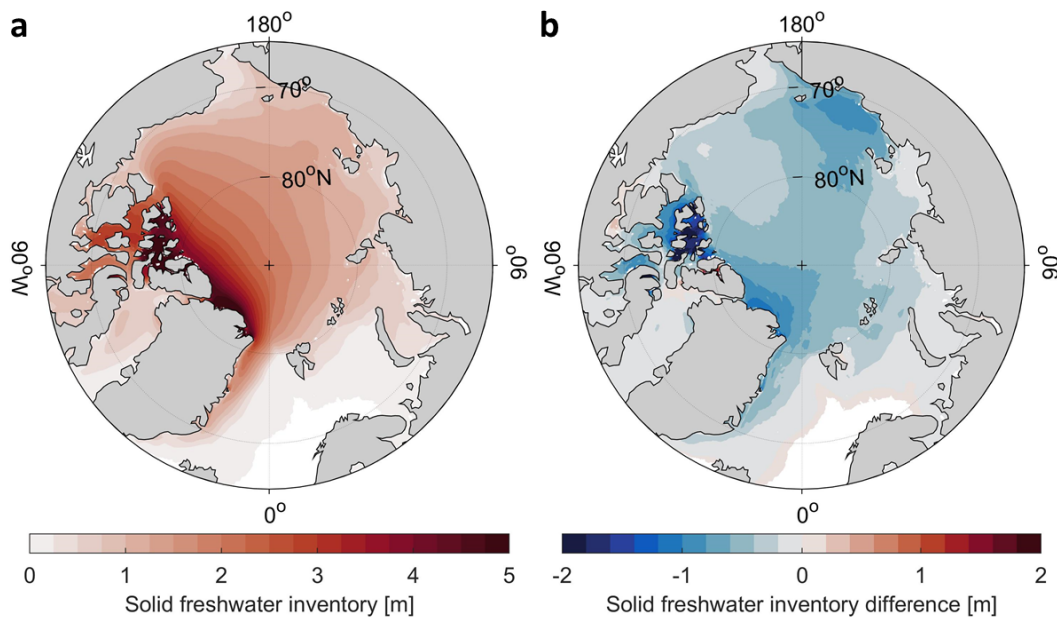 a
b
180°
180°
70°
70°
80°N
80°N
90°W
90°
90°W
90°
0°
0°
0 1 2 3 4 5
-2 -1 0 1 2
Solid freshwater inventory [m]
Solid freshwater inventory difference [m]